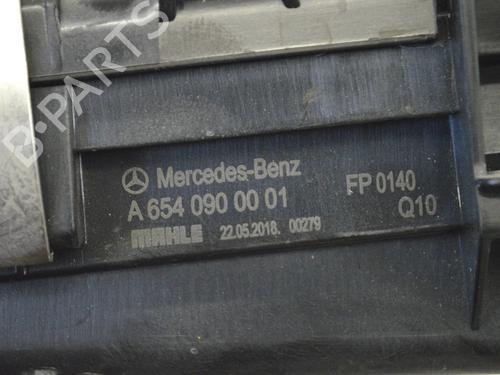 B-PARTS
Mercedes-Benz
A 654 090 00 01
FP 0140
Q10
MAHLE 22.05.2018. 00279